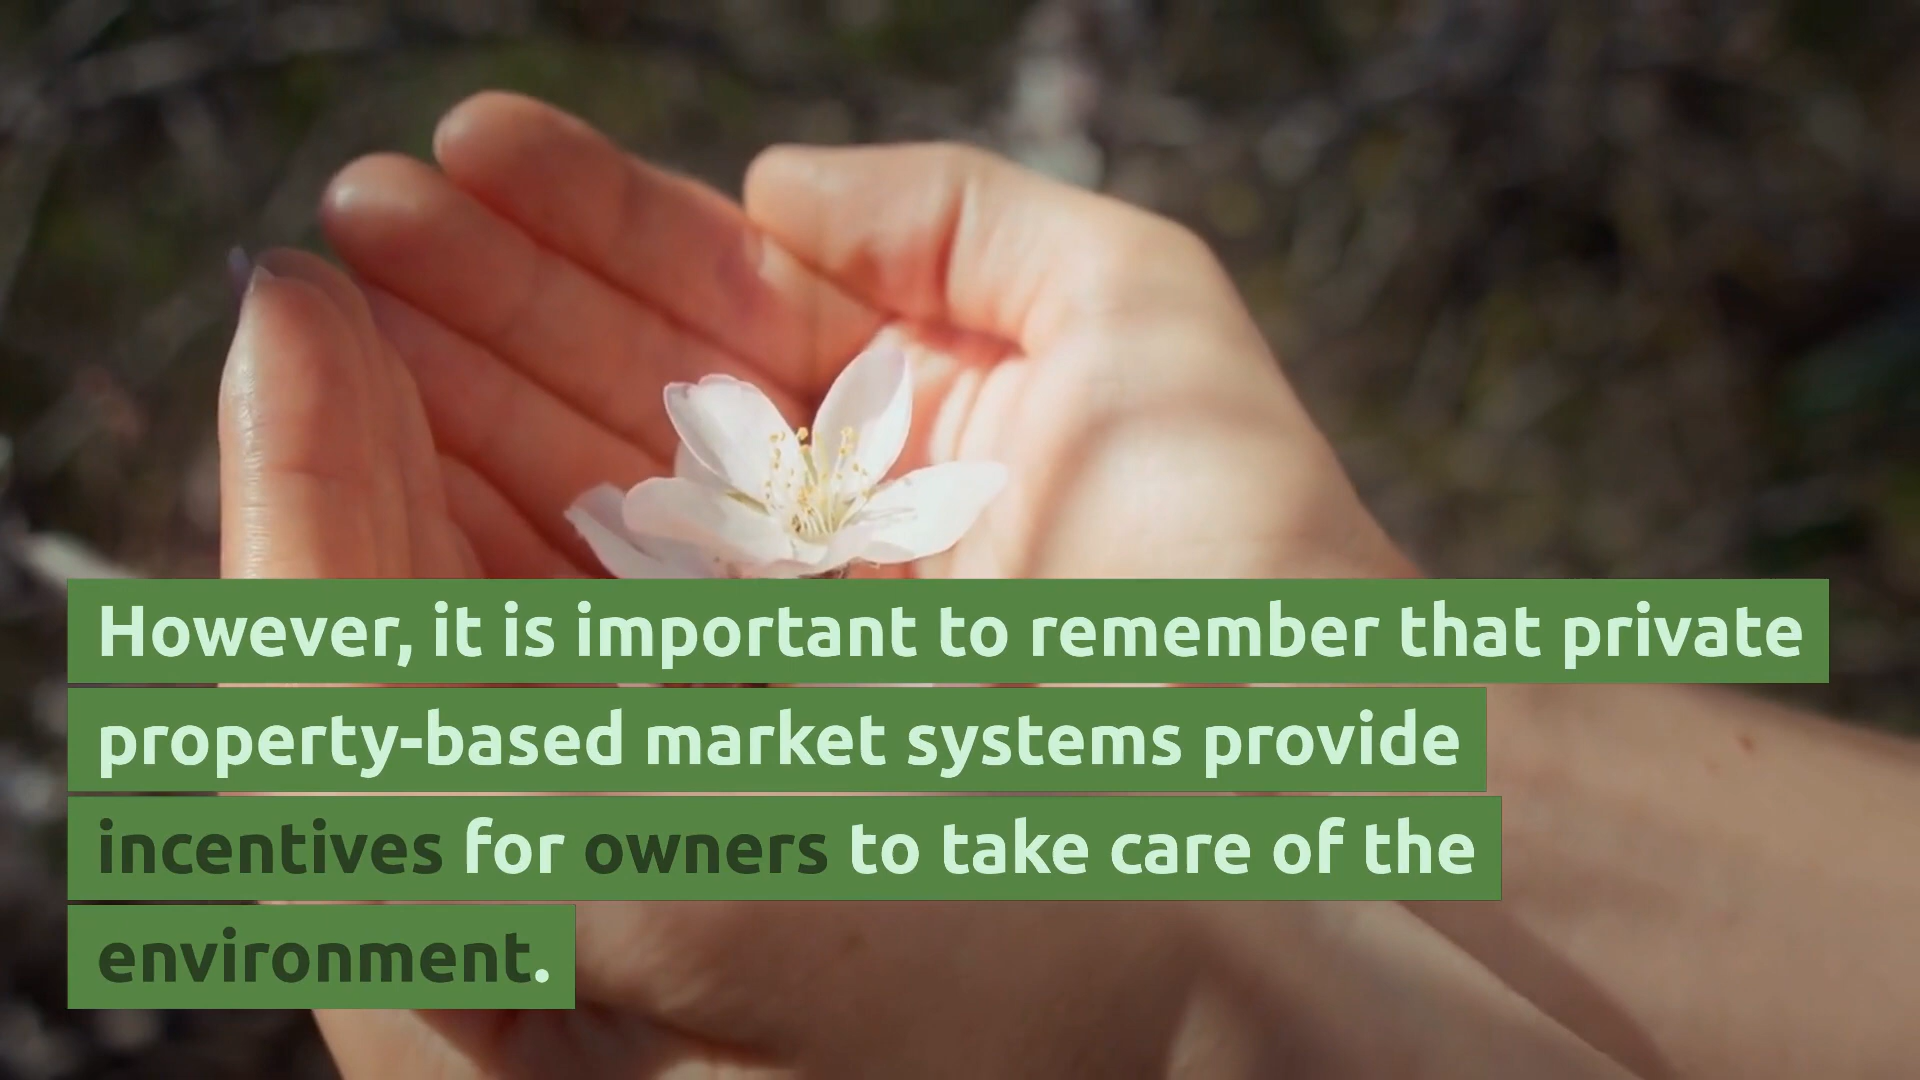 However, it is important to remember that private
property-based market systems provide
incentives for owners to take care of the
environment.